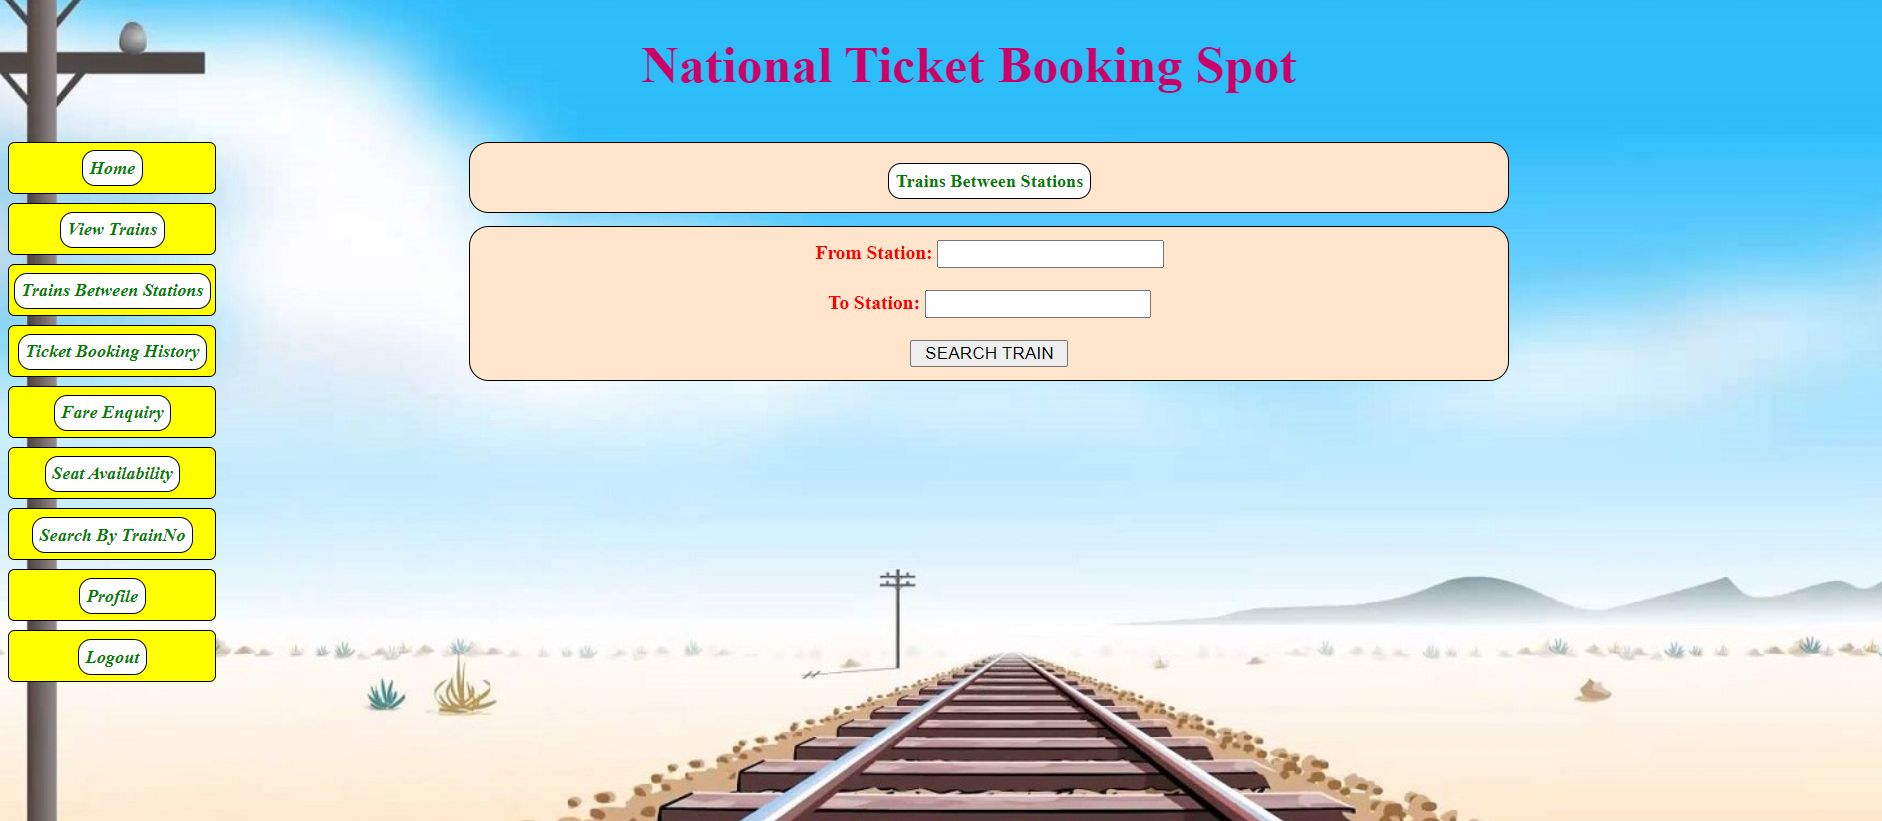 National Ticket Booking Spot
Home
View Trains
Trains Between Stations
Ticket Booking History
Fare Enquiry
Seat Availability
Search By TrainNo
Profile
Logout
Trains Between Stations
From Station:
To Station:
SEARCH TRAIN